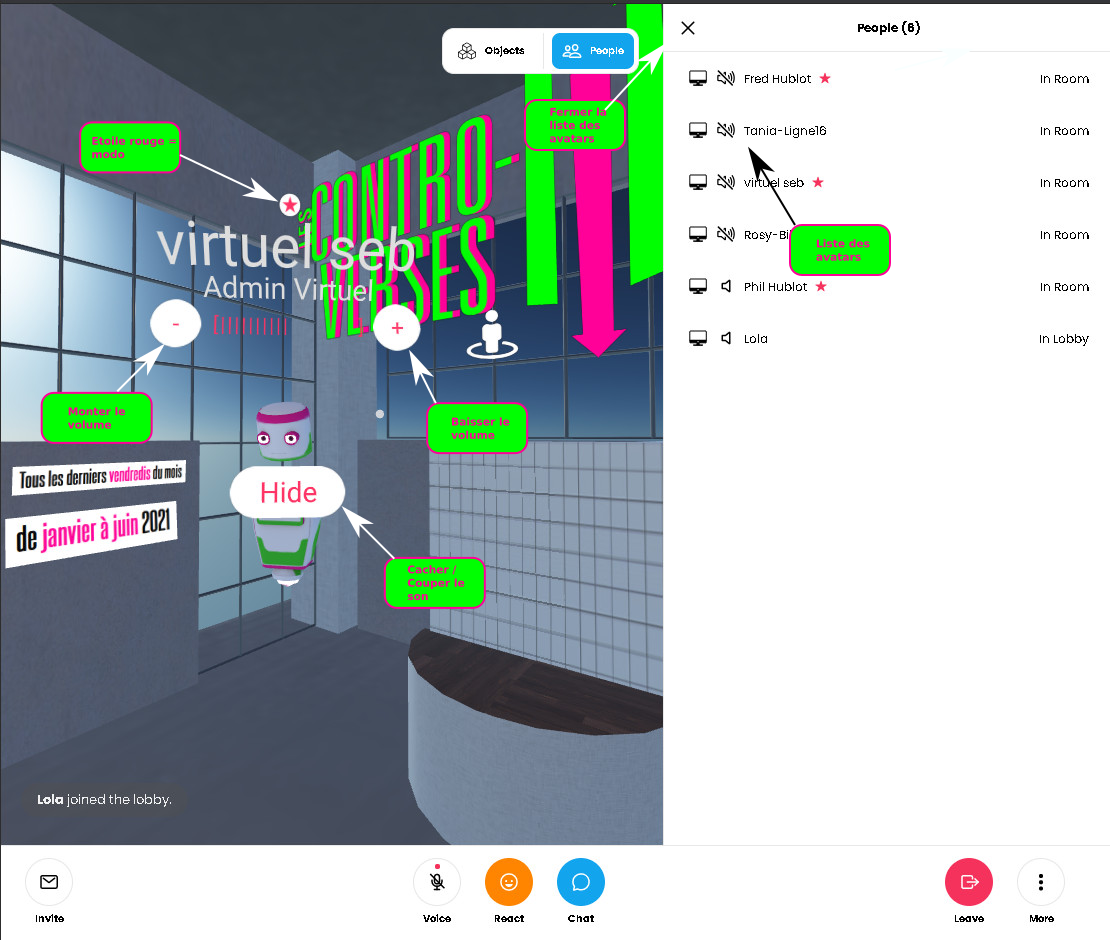 Objects
People
People (6)
Fred Hublot
In Room
Tania-Ligne16
In Room
virtuel seb
In Room
Rosy-Bi
In Room
Phil Hublot
In Room
Lola
In Lobby
Fermer la
liste des
avatars
Liste des
avatars
Etoile rouge =
modo
CONTRO-
VERSES
virtuel seb
Admin Virtuel
-
+
Monter le
volume
Baisser le
volume
Hide
Cacher /
Couper le
son
Tous les derniers vendredis du mois
de janvier à juin 2021
Lola joined the lobby.
Invite
Voice
React
Chat
Leave
More